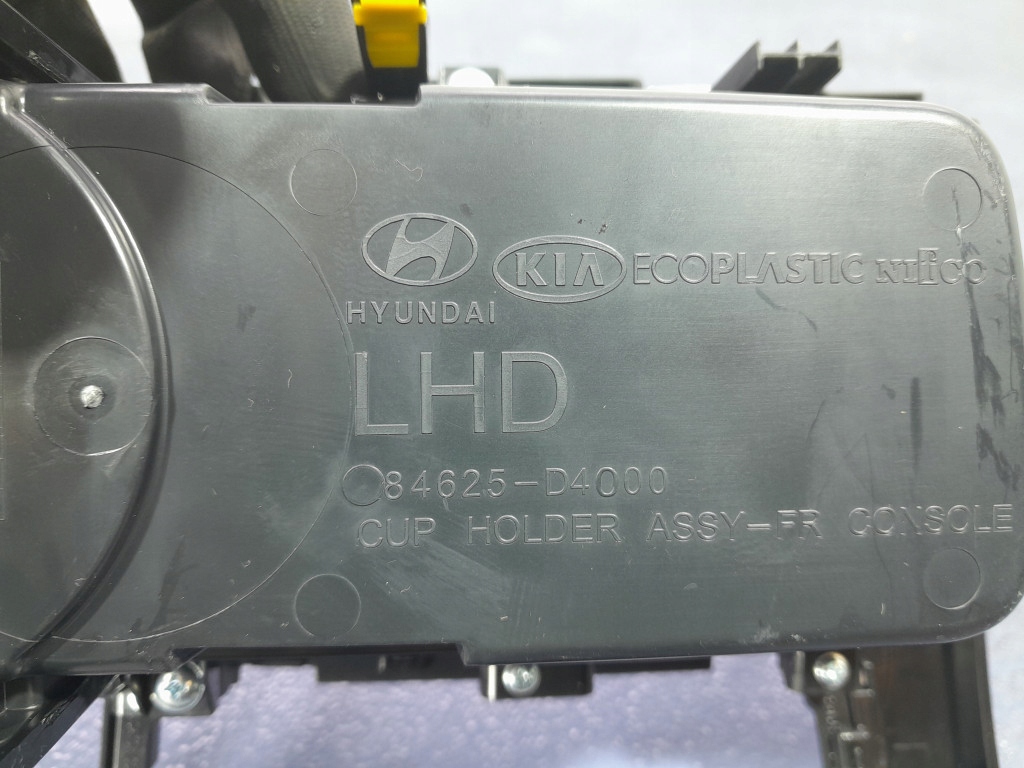 KIA ECOPLASTIC
HYUNDAI
LHD
84625-D4000
CUP HOLDER ASSY-FR CONSOLE